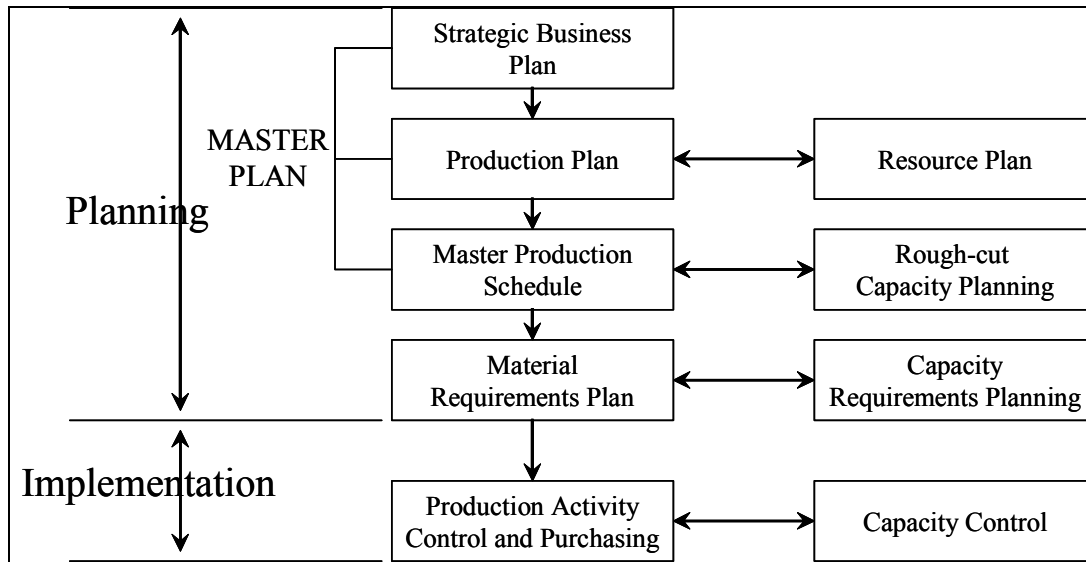 Strategic Business
Plan
MASTER
PLAN
Production Plan
Resource Plan
Planning
Master Production
Schedule
Rough-cut
Capacity Planning
Material
Requirements Plan
Capacity
Requirements Planning
Implementation
Production Activity
Control and Purchasing
Capacity Control